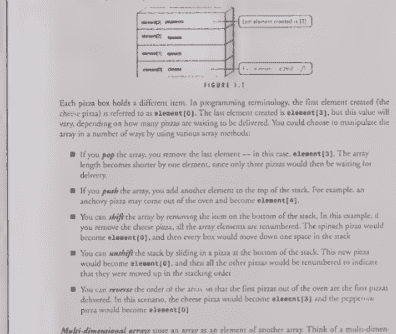 element[3] pepperoni
Last element created is [3]
element[2]
element[1] spinach
element[0] cheese
FIGURE 1.1
Each pizza box holds a different item. In programming terminology, the first element created (the
cheese pizza) is referred to as element[0]. The last element created is element[3], but this value will
vary, depending on how many pizzas are waiting to be delivered. You could choose to manipulate the
array in a number of ways by using various array methods:
■ If you pop the array, you remove the last element — in this case, element[3]. The array
length becomes shorter by one element, since only three pizzas would then be waiting for
delivery.
■ If you push the array, you add another element to the top of the stack. For example, an
anchovy pizza may come out of the oven and become element[4].
■ You can shift the array by removing the item on the bottom of the stack. In this example, if
you remove the cheese pizza, all the array elements are renumbered. The spinach pizza would
become element[0], and then every box would move down one space in the stack
■ You can unshift the stack by sliding in a pizza at the bottom of the stack. This new pizza
would become element[0], and then all the other pizzas would be renumbered to indicate
that they were moved up in the stacking order
■ You can reverse the order of the array so that the first pizzas out of the oven are the first pizzas
delivered. In this scenario, the cheese pizza would become element[3] and the pepperoni
pizza would become element[0]
Multi-dimensional arrays store an array as an element of another array. Think of a multi-dimen-